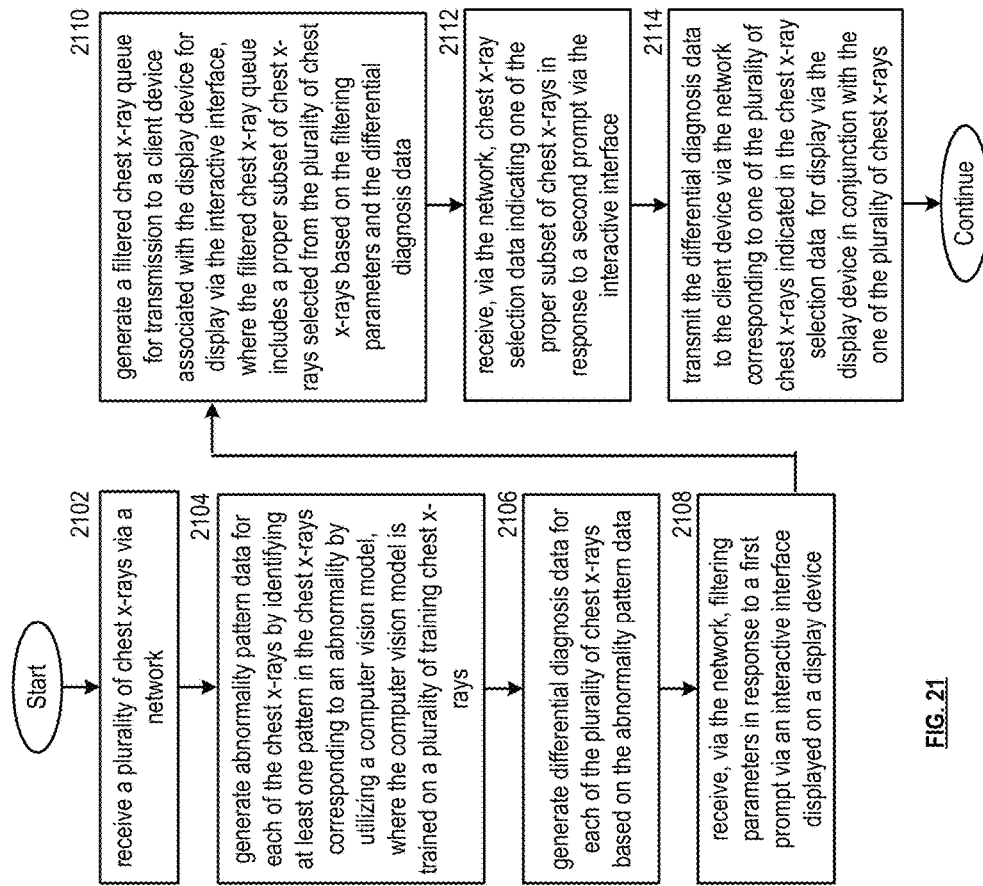 Start
2102
receive a plurality of chest x-rays via a
network
2104
generate abnormality pattern data for
each of the chest x-rays by identifying
at least one pattern in the chest x-rays
corresponding to an abnormality by
utilizing a computer vision model,
where the computer vision model is
trained on a plurality of training chest x-
rays
2106
generate differential diagnosis data for
each of the plurality of chest x-rays
based on the abnormality pattern data
2108
receive, via the network, filtering
parameters in response to a first
prompt via an interactive interface
displayed on a display device
2110
generate a filtered chest x-ray queue
for transmission to a client device
associated with the display device for
display via the interactive interface,
where the filtered chest x-ray queue
includes a proper subset of chest x-
rays selected from the plurality of chest
x-rays based on the filtering
parameters and the differential
diagnosis data
2112
receive, via the network, chest x-ray
selection data indicating one of the
proper subset of chest x-rays in
response to a second prompt via the
interactive interface
2114
transmit the differential diagnosis data
to the client device via the network
corresponding to one of the plurality of
chest x-rays indicated in the chest x-ray
selection data for display via the
display device in conjunction with the
one of the plurality of chest x-rays
Continue
FIG. 21